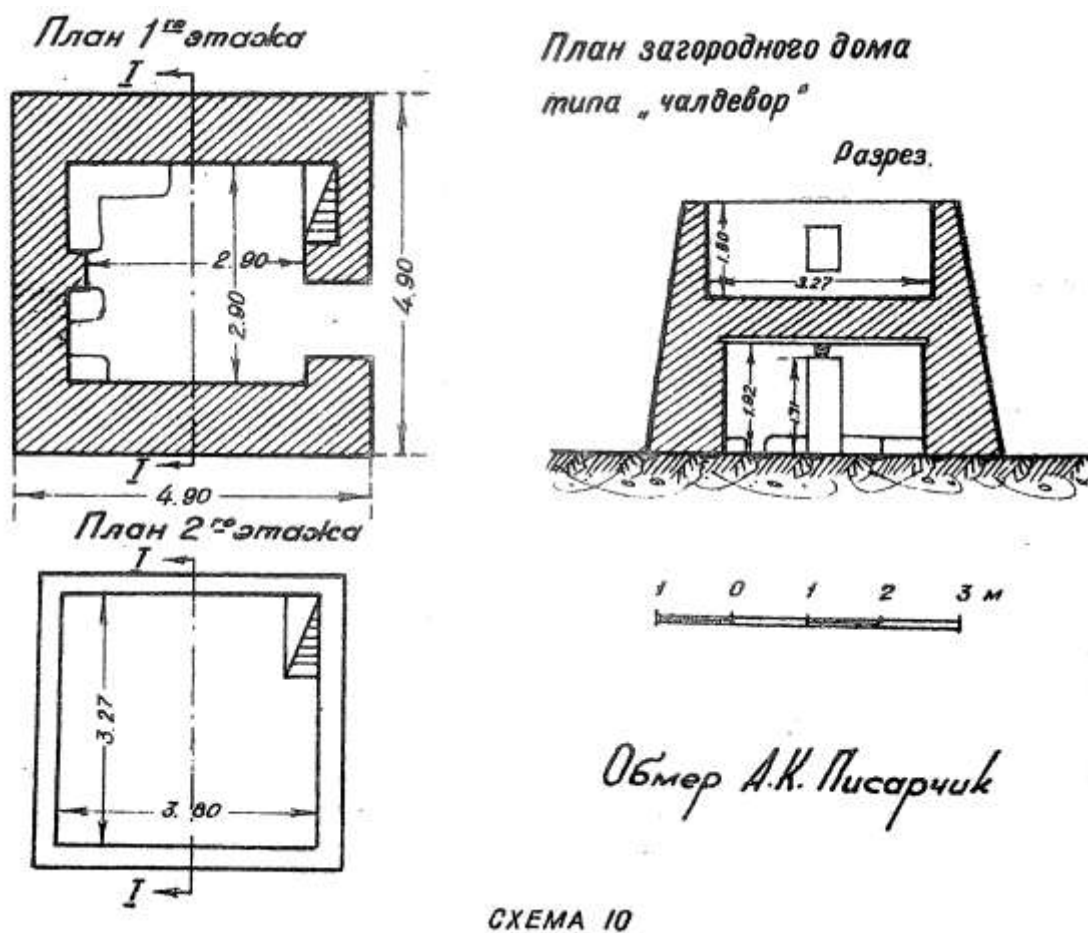 План 1го этажа
I
2.90
2.90
4.90
I
4.90
План 2го этажа
I
3.27
3.80
I
План загородного дома
типа „чалдевор"
Разрез.
1.80
3.27
1.92
1.71
1 0 1 2 3 м
Обмер А.К. Писарчик
СХЕМА 10